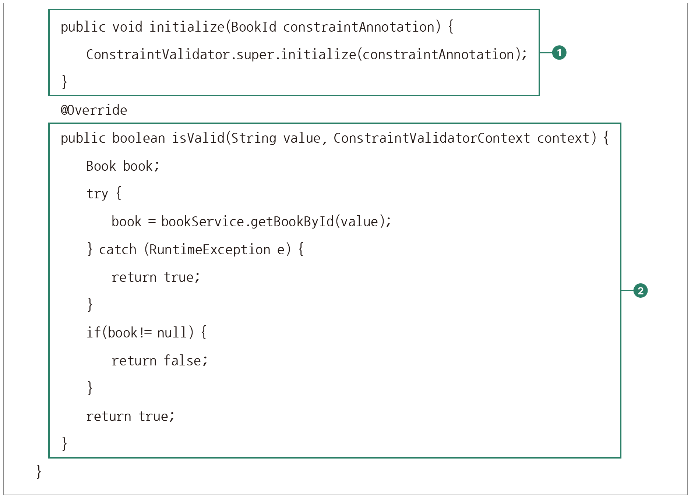 public void initialize(BookId constraintAnnotation) {
ConstraintValidator.super.initialize(constraintAnnotation);
1
}
@Override
public boolean isValid(String value, ConstraintValidatorContext context) {
Book book;
try {
book = bookService.getBookById(value);
} catch (RuntimeException e) {
return true;
2
}
if(book!= null) {
return false;
}
return true;
}
}